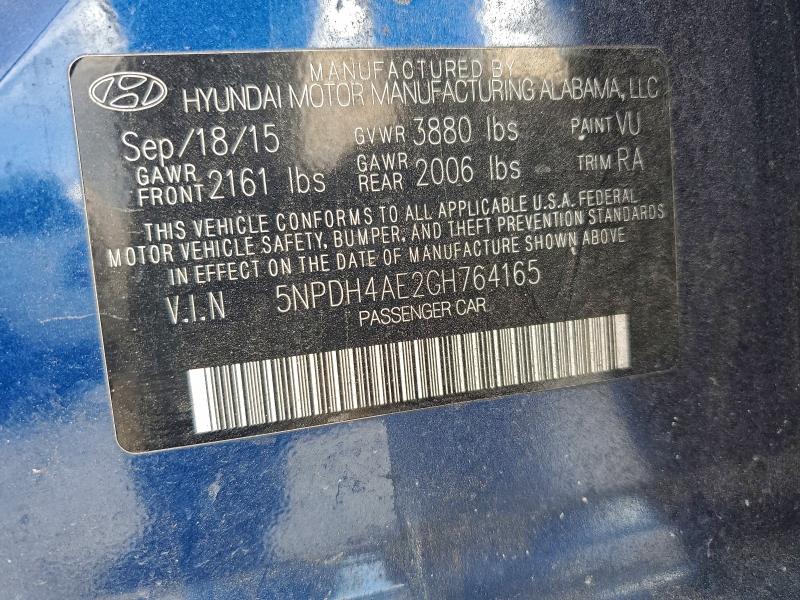 MANUFACTURED BY
HYUNDAI MOTOR MANUFACTURING ALABAMA, LLC
Sep/18/15 GVWR 3880 lbs PAINT VU
GAWR FRONT 2161 lbs GAWR REAR 2006 lbs TRIM RA
THIS VEHICLE CONFORMS TO ALL APPLICABLE U.S.A. FEDERAL
MOTOR VEHICLE SAFETY, BUMPER, AND THEFT PREVENTION STANDARDS
IN EFFECT ON THE DATE OF MANUFACTURE SHOWN ABOVE
V.I.N 5NPDH4AE2GH764165
PASSENGER CAR